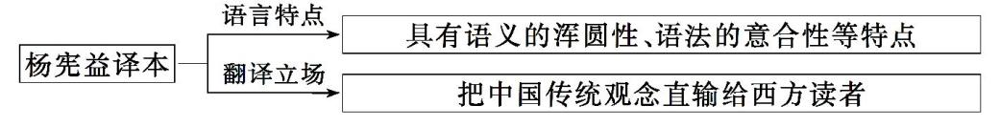 杨宪益译本
语言特点
具有语义的浑圆性、语法的意合性等特点
翻译立场
把中国传统观念直输给西方读者